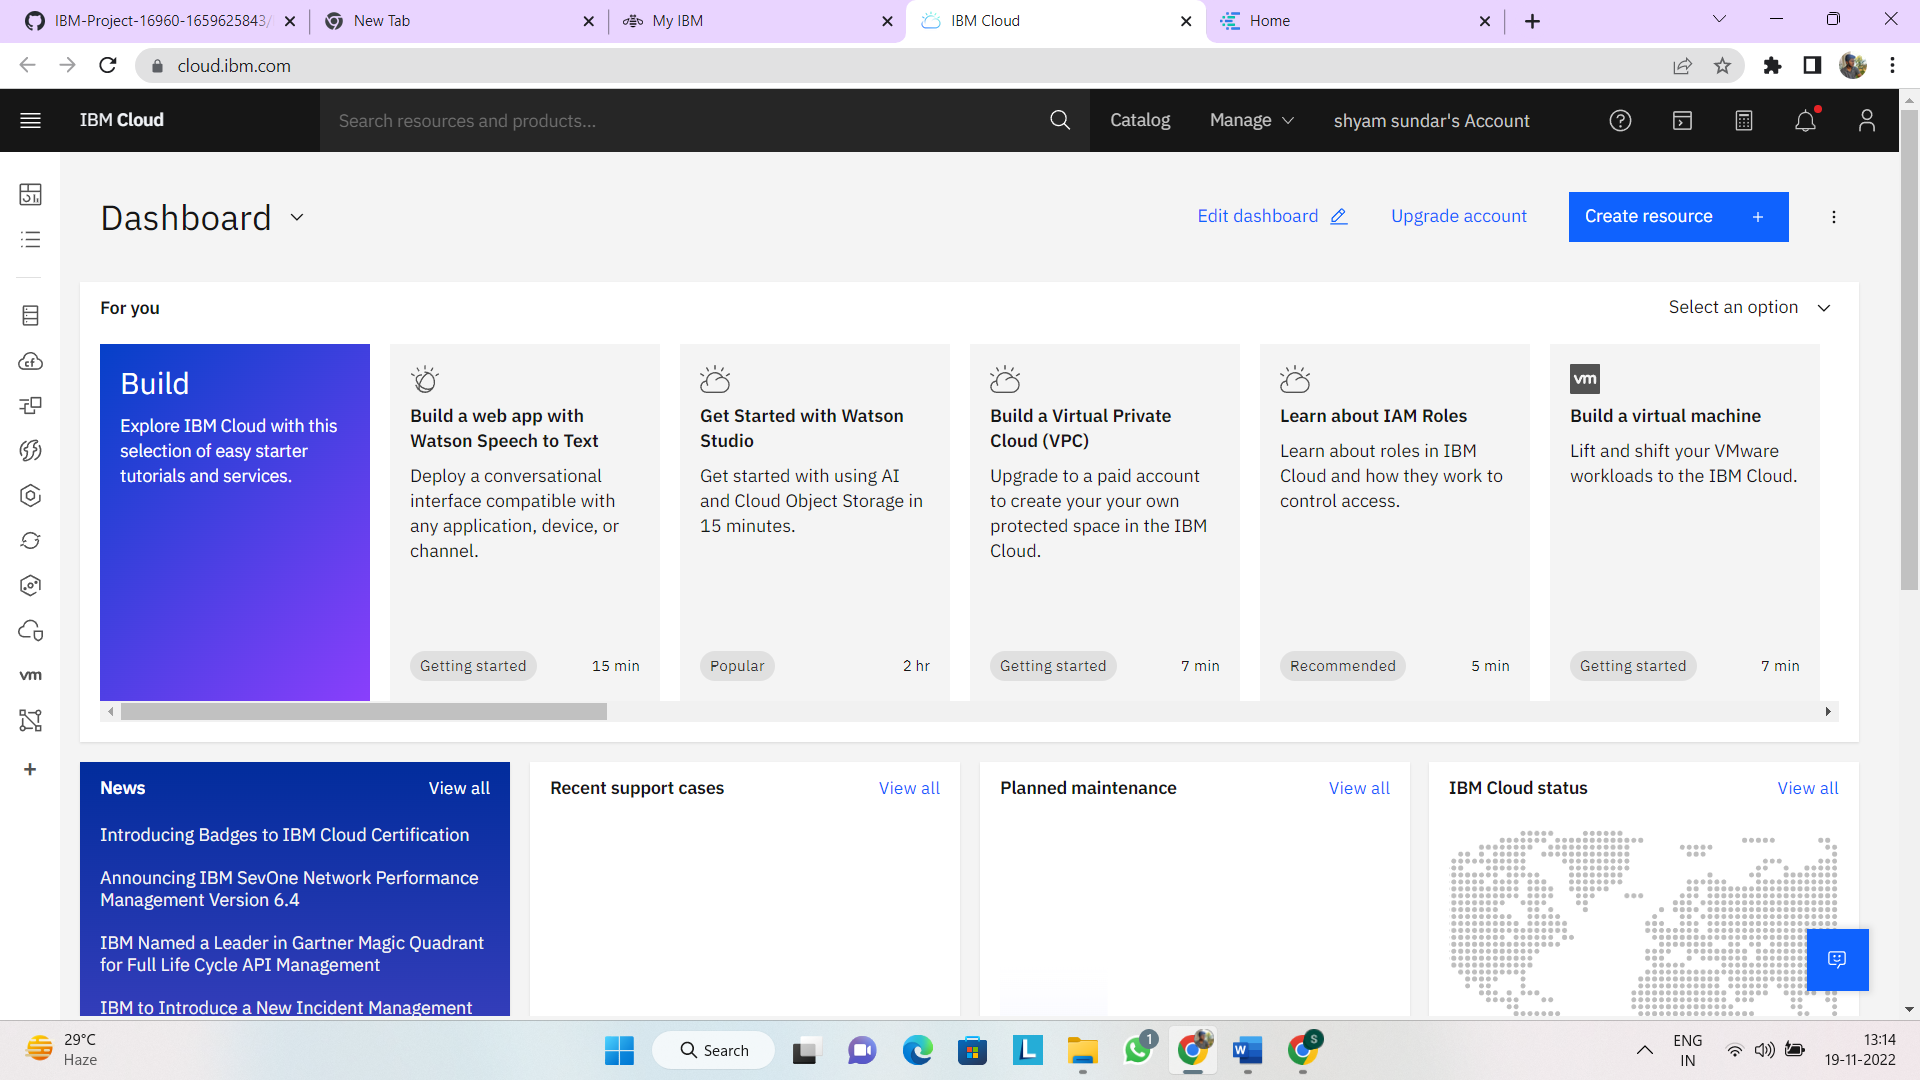 IBM-Project-16960-1659625843/
New Tab
My IBM
IBM Cloud
Home
cloud.ibm.com
IBM Cloud
Search resources and products...
Catalog
Manage
shyam sundar's Account
Dashboard
Edit dashboard
Upgrade account
Create resource +
For you
Select an option
Build
Explore IBM Cloud with this
selection of easy starter
tutorials and services.
Build a web app with
Watson Speech to Text
Deploy a conversational
interface compatible with
any application, device, or
channel.
Getting started 15 min
Get Started with Watson
Studio
Get started with using AI
and Cloud Object Storage in
15 minutes.
Popular 2 hr
Build a Virtual Private
Cloud (VPC)
Upgrade to a paid account
to create your your own
protected space in the IBM
Cloud.
Getting started 7 min
Learn about IAM Roles
Learn about roles in IBM
Cloud and how they work to
control access.
Recommended 5 min
vm
Build a virtual machine
Lift and shift your VMware
workloads to the IBM Cloud.
Getting started 7 min
cf
vm
News View all
Introducing Badges to IBM Cloud Certification
Announcing IBM SevOne Network Performance
Management Version 6.4
IBM Named a Leader in Gartner Magic Quadrant
for Full Life Cycle API Management
IBM to Introduce a New Incident Management
Recent support cases View all
Planned maintenance View all
IBM Cloud status View all
29°C
Haze
Search
L
1
W
S
ENG
IN
13:14
19-11-2022